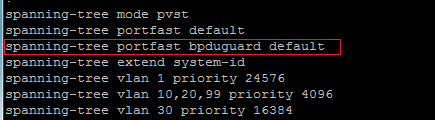 spanning-tree mode pvst
spanning-tree portfast default
spanning-tree portfast bpduguard default
spanning-tree extend system-id
spanning-tree vlan 1 priority 24576
spanning-tree vlan 10,20,99 priority 4096
spanning-tree vlan 30 priority 16384